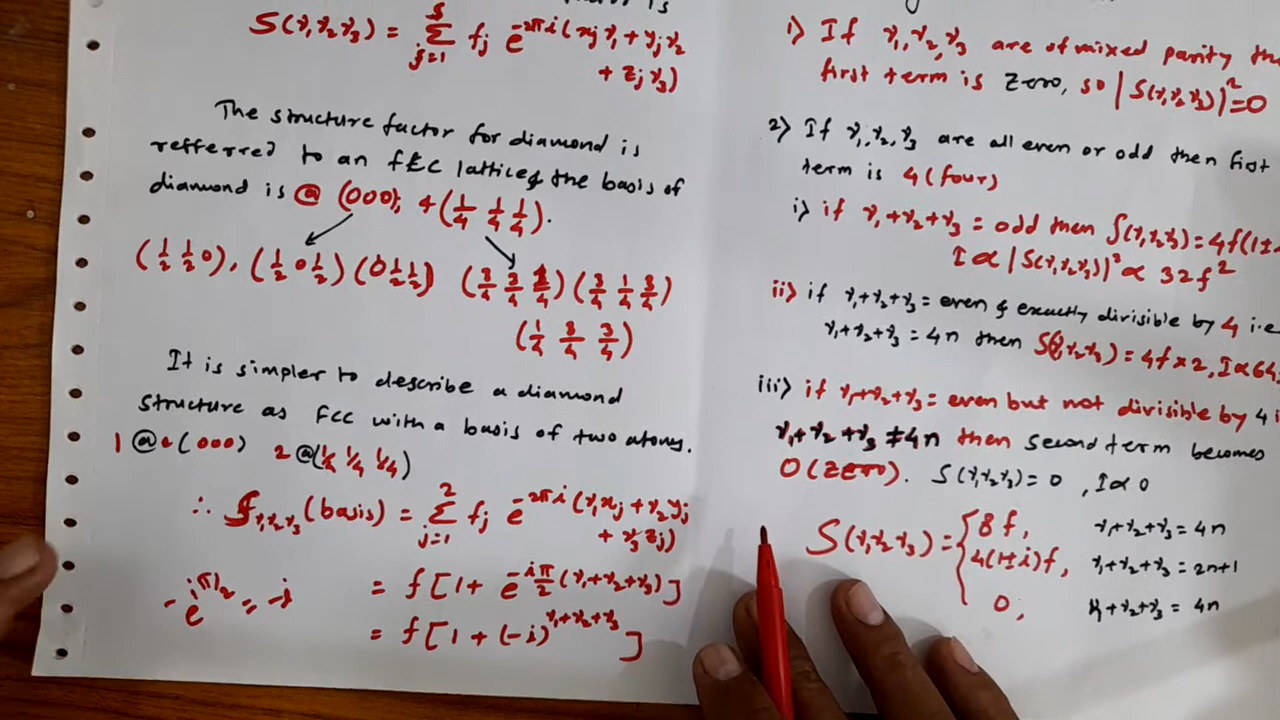 is
S(γ₁γ₂γ₃) = Σ_{j=1}^{s} fj e^{-2πi(xjγ₁ + yjγ₂
+ zjγ₃)}
The structure factor for diamond is
refferred to an fcc lattice & the basis of
diamond is @ (000), & (1/4 1/4 1/4).
(1/2 1/2 0), (1/2 0 1/2) (0 1/2 1/2) (3/4 3/4 1/4) (3/4 1/4 3/4)
(1/4 3/4 3/4)
It is simpler to describe a diamond
structure as FCC with a basis of two atoms.
1 @ (000) 2 @ (1/4 1/4 1/4)
∴ S_{γ₁γ₂γ₃}(basis) = Σ_{j=1}^{2} fj e^{-2πi(γ₁xj + γ₂yj
+ γ₃zj)}
-e^{iπ/2} = -i
= f[1 + e^{-iπ/2(γ₁+γ₂+γ₃)}]
= f[1 + (-i)^{γ₁+γ₂+γ₃}]
1) If γ₁, γ₂, γ₃ are of mixed parity the
first term is zero, so |S(γ₁γ₂γ₃)|² = 0
2) If γ₁, γ₂, γ₃ are all even or odd then first
term is 4 (four)
i) if γ₁+γ₂+γ₃ = odd then S(γ₁γ₂γ₃) = 4f(1±
I ∝ |S(γ₁γ₂γ₃)|² ∝ 32f²
ii) if γ₁+γ₂+γ₃ = even & exactly divisible by 4 i.e
γ₁+γ₂+γ₃ = 4n then S(γ₁γ₂γ₃) = 4f×2, I∝64
iii) if γ₁+γ₂+γ₃ = even but not divisible by 4 i
γ₁+γ₂+γ₃ ≠ 4n then second term becomes
0 (ZERO). S(γ₁γ₂γ₃) = 0, I∝0
S(γ₁γ₂γ₃) = { 8f, γ₁+γ₂+γ₃ = 4n
4(1±i)f, γ₁+γ₂+γ₃ = 2n+1
0, γ₁+γ₂+γ₃ = 4n